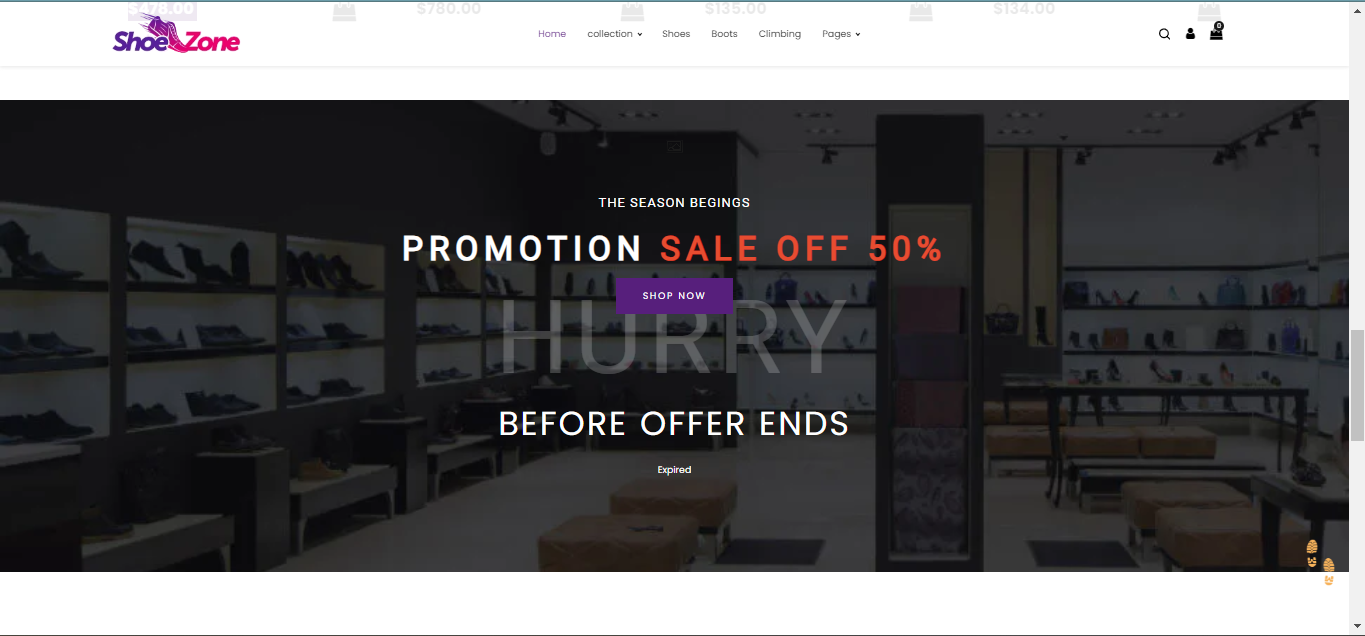 $478.00 $780.00 $135.00 $134.00
ShoeZone
Home collection Shoes Boots Climbing Pages
0
THE SEASON BEGINGS
PROMOTION SALE OFF 50%
SHOP NOW
HURRY
BEFORE OFFER ENDS
Expired